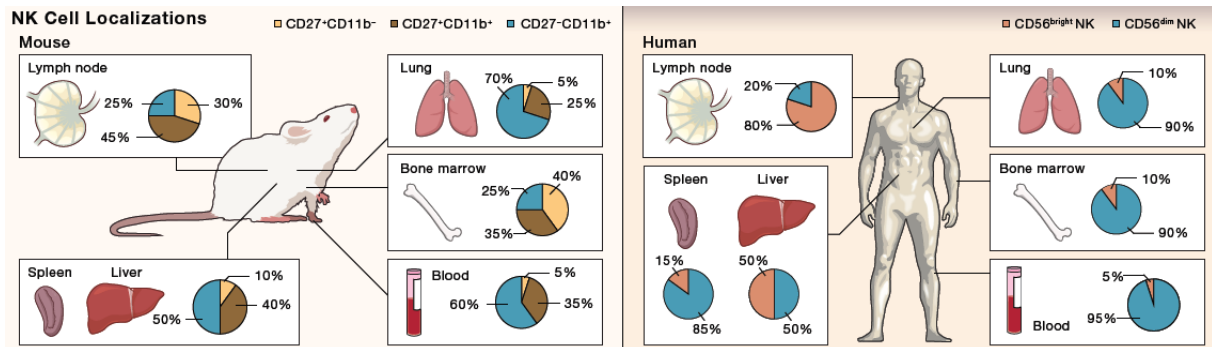 NK Cell Localizations
CD27⁺CD11b⁻ CD27⁺CD11b⁺ CD27⁻CD11b⁺
Mouse
Lymph node
25%
30%
45%
Lung
70%
5%
25%
Bone marrow
25%
40%
35%
Spleen
Liver
10%
40%
50%
Blood
5%
60%
35%
CD56ᵇʳⁱᵍʰᵗ NK CD56ᵈⁱᵐ NK
Human
Lymph node
20%
80%
Lung
10%
90%
Spleen
Liver
15%
85%
50%
50%
Bone marrow
10%
90%
5%
95%
Blood